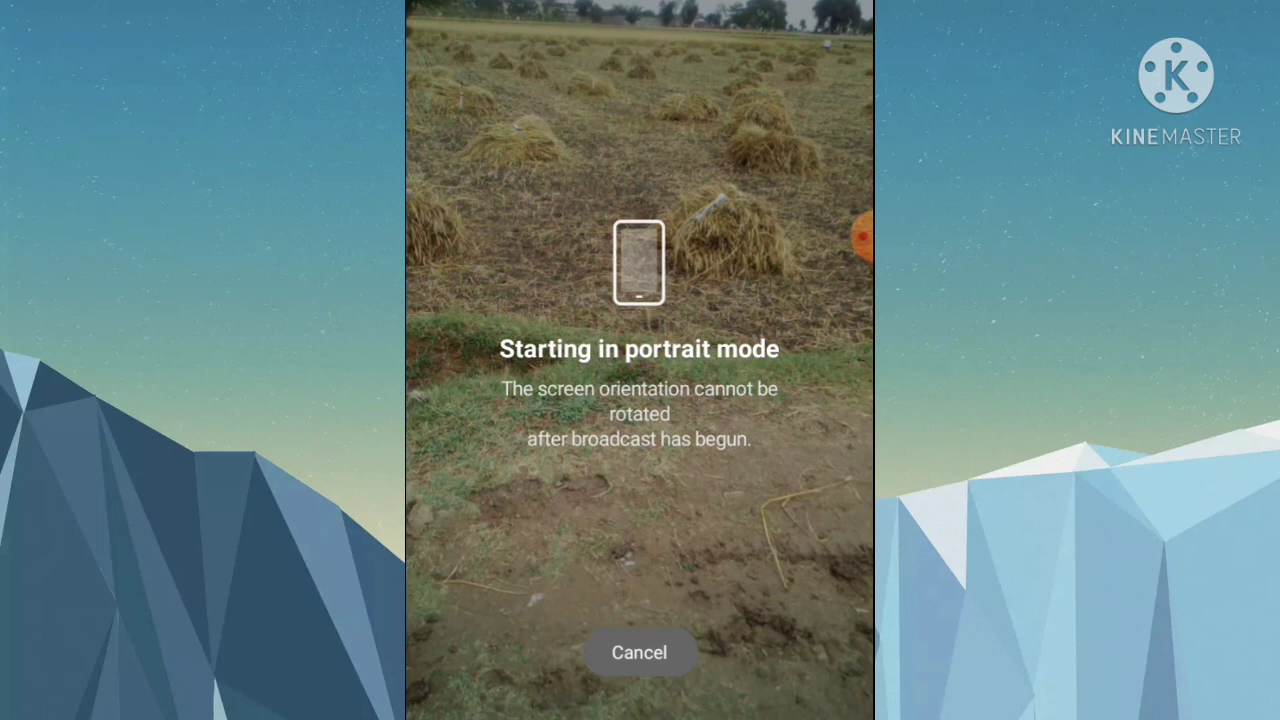 KINEMASTER
Starting in portrait mode
The screen orientation cannot be
rotated
after broadcast has begun.
Cancel